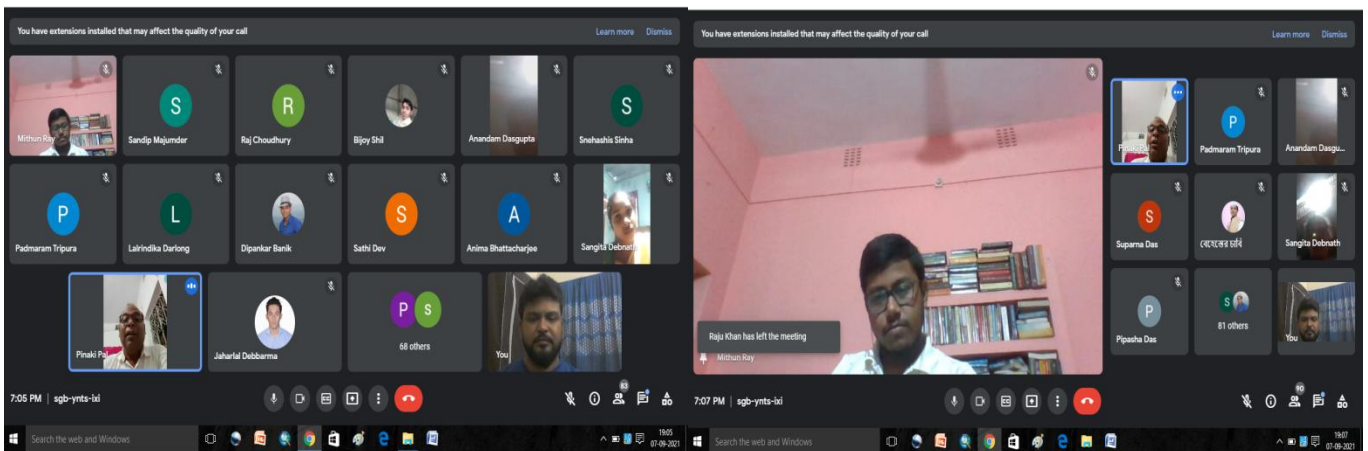 You have extensions installed that may affect the quality of your call Learn more Dismiss
Mithun Ray
S
Sandip Majumder
R
Raj Choudhury
Bijoy Shil
Anandam Dasgupta
S
Snehashis Sinha
P
Padmaram Tripura
L
Lalrindika Darlong
Dipankar Banik
S
Sathi Dev
A
Anima Bhattacharjee
Sangita Debnath
Pinaki Pal
Jaharlal Debbarma
P S
68 others
You
83
7:05 PM | sgb-ynts-ixi
Search the web and Windows
19:05
07-09-2021
You have extensions installed that may affect the quality of your call Learn more Dismiss
Raju Khan has left the meeting
Mithun Ray
Pinaki Pal
P
Padmaram Tripura
Anandam Dasgu...
S
Suparna Das
বেহেস্তের চাবি
Sangita Debnath
P
Pipasha Das
S
81 others
You
90
7:07 PM | sgb-ynts-ixi
Search the web and Windows
19:07
07-09-2021